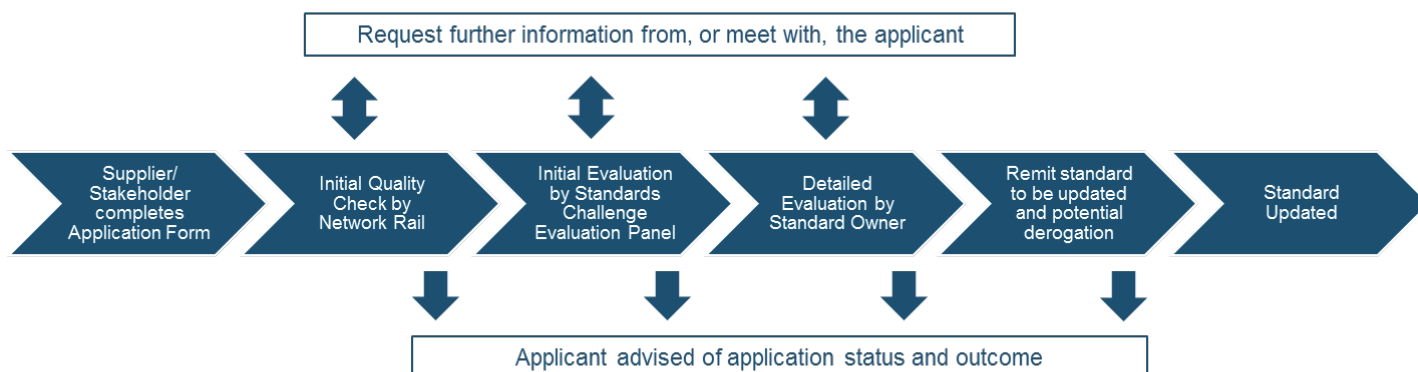 Request further information from, or meet with, the applicant
Supplier/
Stakeholder
completes
Application Form
Initial Quality
Check by
Network Rail
Initial Evaluation
by Standards
Challenge
Evaluation Panel
Detailed
Evaluation by
Standard Owner
Remit standard
to be updated
and potential
derogation
Standard
Updated
Applicant advised of application status and outcome